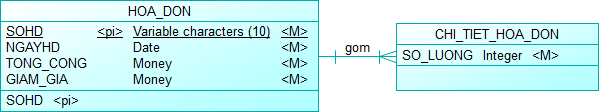 HOA_DON
SOHD <pi> Variable characters (10) <M>
NGAYHD Date <M>
TONG_CONG Money <M>
GIAM_GIA Money <M>
SOHD <pi>
gom
CHI_TIET_HOA_DON
SO_LUONG Integer <M>